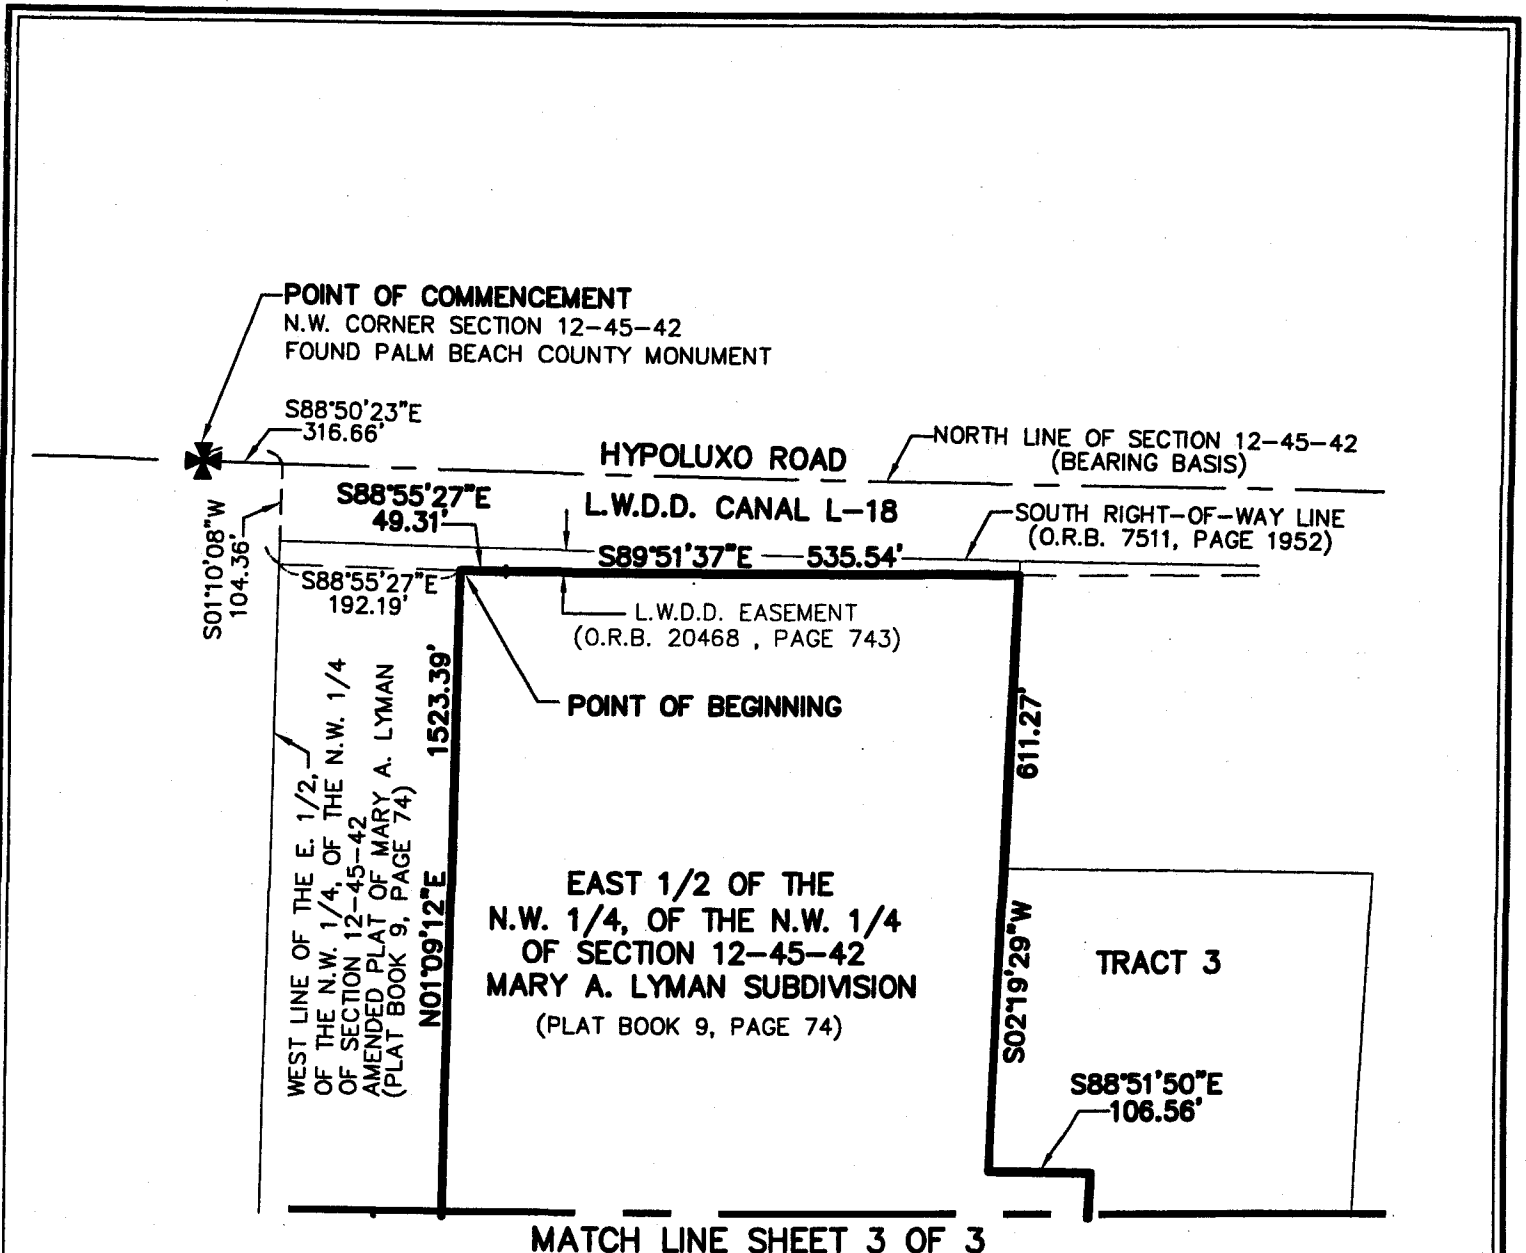 POINT OF COMMENCEMENT
N.W. CORNER SECTION 12-45-42
FOUND PALM BEACH COUNTY MONUMENT
S88°50'23"E
316.66'
HYPOLUXO ROAD
NORTH LINE OF SECTION 12-45-42
(BEARING BASIS)
S88°55'27"E
49.31'
L.W.D.D. CANAL L-18
SOUTH RIGHT-OF-WAY LINE
(O.R.B. 7511, PAGE 1952)
S01°10'08"W
104.36'
S89°51'37"E
535.54'
S88°55'27"E
192.19'
L.W.D.D. EASEMENT
(O.R.B. 20468 , PAGE 743)
POINT OF BEGINNING
1523.39'
N01°09'12"E
611.27'
S02°19'29"W
WEST LINE OF THE E. 1/2,
OF THE N.W. 1/4, OF THE N.W. 1/4
OF SECTION 12-45-42
AMENDED PLAT OF MARY A. LYMAN
(PLAT BOOK 9, PAGE 74)
EAST 1/2 OF THE
N.W. 1/4, OF THE N.W. 1/4
OF SECTION 12-45-42
MARY A. LYMAN SUBDIVISION
(PLAT BOOK 9, PAGE 74)
TRACT 3
S88°51'50"E
106.56'
MATCH LINE SHEET 3 OF 3